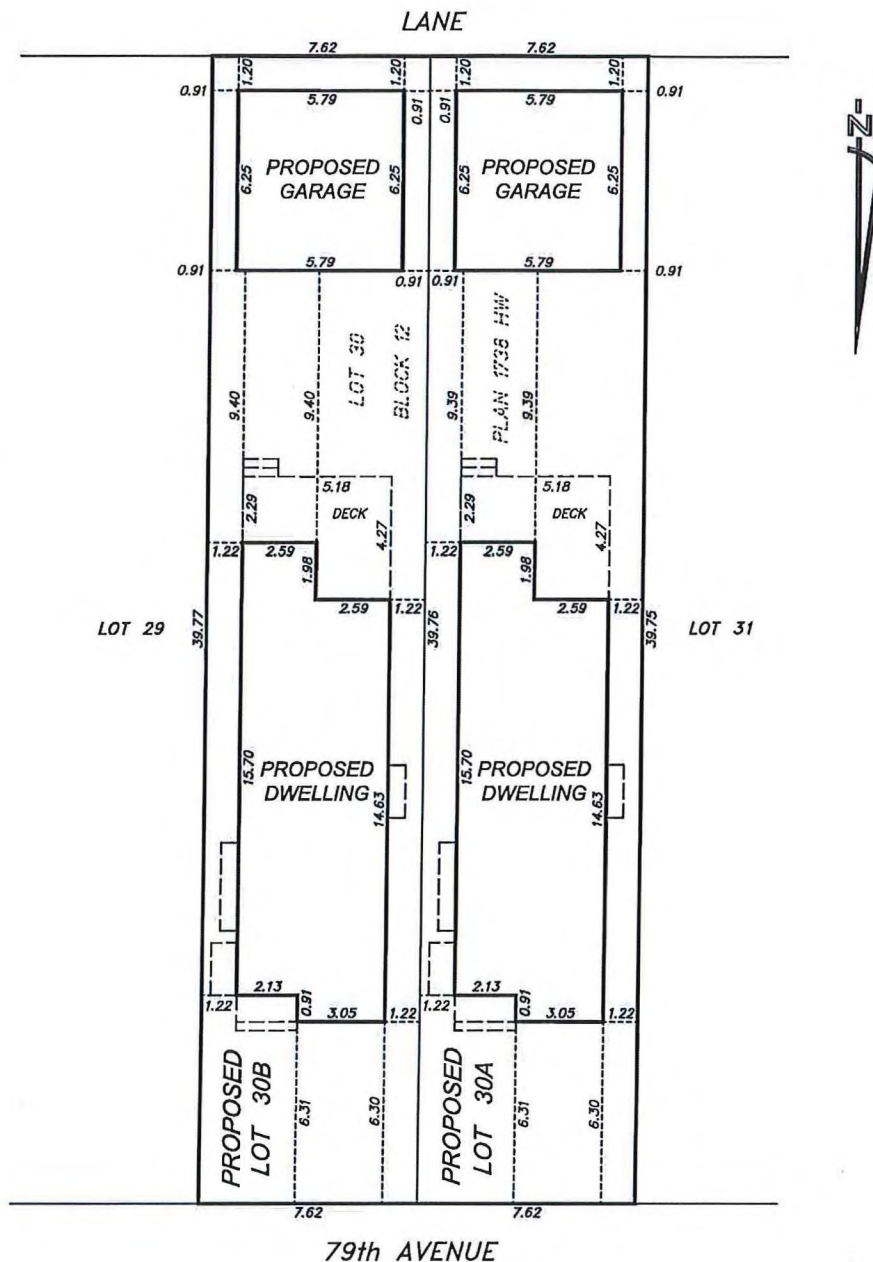 LANE
7.62 7.62
1.20 1.20 1.20 1.20
0.91 5.79 0.91 0.91 5.79 0.91
PROPOSED
GARAGE
6.25 6.25
PROPOSED
GARAGE
6.25 6.25
-N-
0.91 5.79 0.91 0.91 5.79 0.91
LOT 30
BLOCK 12
PLAN 1738 HW
9.40 9.40 9.39 9.39
5.18 5.18
2.29 DECK 4.27 2.29 DECK 4.27
1.22 2.59 1.98 1.22 2.59 1.98
2.59 1.22 2.59 1.22
LOT 29 39.77 39.76 39.75 LOT 31
15.70 PROPOSED
DWELLING 14.63
15.70 PROPOSED
DWELLING 14.63
2.13 0.91 2.13 0.91
1.22 3.05 1.22 1.22 3.05 1.22
PROPOSED
LOT 30B
6.31 6.30
PROPOSED
LOT 30A
6.31 6.30
7.62 7.62
79th AVENUE